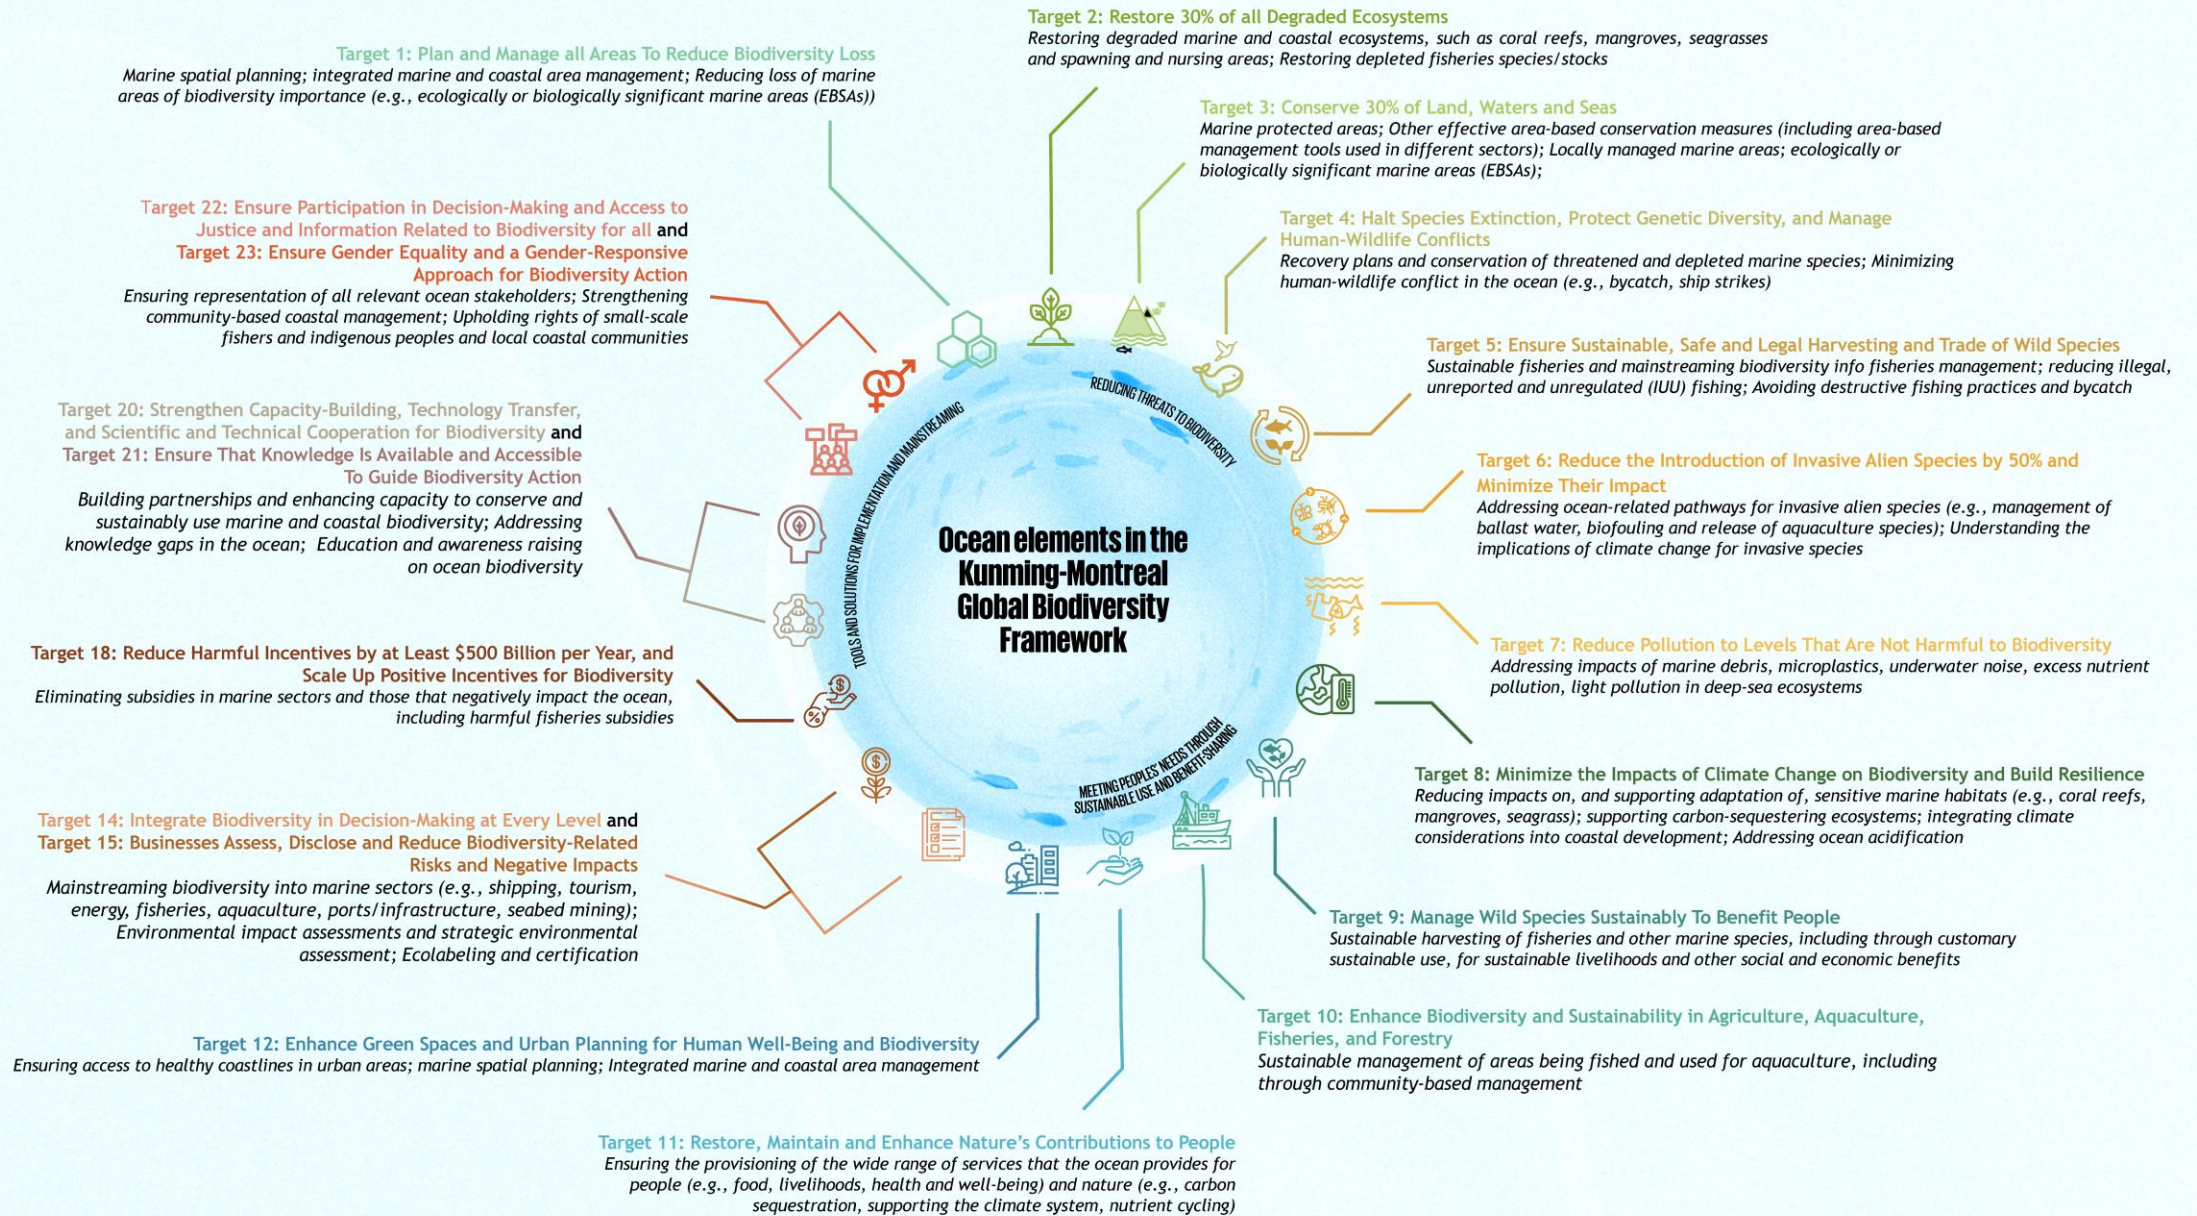 Target 1: Plan and Manage all Areas To Reduce Biodiversity Loss
Marine spatial planning; integrated marine and coastal area management; Reducing loss of marine
areas of biodiversity importance (e.g., ecologically or biologically significant marine areas (EBSAs))
Target 2: Restore 30% of all Degraded Ecosystems
Restoring degraded marine and coastal ecosystems, such as coral reefs, mangroves, seagrasses
and spawning and nursing areas; Restoring depleted fisheries species/stocks
Target 3: Conserve 30% of Land, Waters and Seas
Marine protected areas; Other effective area-based conservation measures (including area-based
management tools used in different sectors); Locally managed marine areas; ecologically or
biologically significant marine areas (EBSAs);
Target 4: Halt Species Extinction, Protect Genetic Diversity, and Manage
Human-Wildlife Conflicts
Recovery plans and conservation of threatened and depleted marine species; Minimizing
human-wildlife conflict in the ocean (e.g., bycatch, ship strikes)
Target 5: Ensure Sustainable, Safe and Legal Harvesting and Trade of Wild Species
Sustainable fisheries and mainstreaming biodiversity info fisheries management; reducing illegal,
unreported and unregulated (IUU) fishing; Avoiding destructive fishing practices and bycatch
Target 6: Reduce the Introduction of Invasive Alien Species by 50% and
Minimize Their Impact
Addressing ocean-related pathways for invasive alien species (e.g., management of
ballast water, biofouling and release of aquaculture species); Understanding the
implications of climate change for invasive species
Target 7: Reduce Pollution to Levels That Are Not Harmful to Biodiversity
Addressing impacts of marine debris, microplastics, underwater noise, excess nutrient
pollution, light pollution in deep-sea ecosystems
Target 8: Minimize the Impacts of Climate Change on Biodiversity and Build Resilience
Reducing impacts on, and supporting adaptation of, sensitive marine habitats (e.g., coral reefs,
mangroves, seagrass); supporting carbon-sequestering ecosystems; integrating climate
considerations into coastal development; Addressing ocean acidification
Target 9: Manage Wild Species Sustainably To Benefit People
Sustainable harvesting of fisheries and other marine species, including through customary
sustainable use, for sustainable livelihoods and other social and economic benefits
Target 10: Enhance Biodiversity and Sustainability in Agriculture, Aquaculture,
Fisheries, and Forestry
Sustainable management of areas being fished and used for aquaculture, including
through community-based management
Target 11: Restore, Maintain and Enhance Nature's Contributions to People
Ensuring the provisioning of the wide range of services that the ocean provides for
people (e.g., food, livelihoods, health and well-being) and nature (e.g., carbon
sequestration, supporting the climate system, nutrient cycling)
Target 12: Enhance Green Spaces and Urban Planning for Human Well-Being and Biodiversity
Ensuring access to healthy coastlines in urban areas; marine spatial planning; Integrated marine and coastal area management
Target 14: Integrate Biodiversity in Decision-Making at Every Level and
Target 15: Businesses Assess, Disclose and Reduce Biodiversity-Related
Risks and Negative Impacts
Mainstreaming biodiversity into marine sectors (e.g., shipping, tourism,
energy, fisheries, aquaculture, ports/infrastructure, seabed mining);
Environmental impact assessments and strategic environmental
assessment; Ecolabeling and certification
Target 18: Reduce Harmful Incentives by at Least $500 Billion per Year, and
Scale Up Positive Incentives for Biodiversity
Eliminating subsidies in marine sectors and those that negatively impact the ocean,
including harmful fisheries subsidies
Target 20: Strengthen Capacity-Building, Technology Transfer,
and Scientific and Technical Cooperation for Biodiversity and
Target 21: Ensure That Knowledge Is Available and Accessible
To Guide Biodiversity Action
Building partnerships and enhancing capacity to conserve and
sustainably use marine and coastal biodiversity; Addressing
knowledge gaps in the ocean; Education and awareness raising
on ocean biodiversity
Target 22: Ensure Participation in Decision-Making and Access to
Justice and Information Related to Biodiversity for all and
Target 23: Ensure Gender Equality and a Gender-Responsive
Approach for Biodiversity Action
Ensuring representation of all relevant ocean stakeholders; Strengthening
community-based coastal management; Upholding rights of small-scale
fishers and indigenous peoples and local coastal communities
REDUCING THREATS TO BIODIVERSITY
MEETING PEOPLES' NEEDS THROUGH
SUSTAINABLE USE AND BENEFIT-SHARING
TOOLS AND SOLUTIONS FOR IMPLEMENTATION AND MAINSTREAMING
Ocean elements in the
Kunming-Montreal
Global Biodiversity
Framework